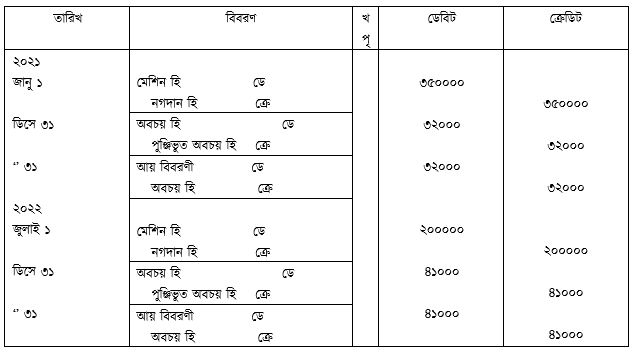 তারিখ বিবরণ খ পৃ ডেবিট ক্রেডিট
২০২১
জানু ১ মেশিন হি ডে ৩৫০০০০
নগদান হি ক্রে ৩৫০০০০
ডিসে ৩১ অবচয় হি ডে ৩২০০০
পুঞ্জিভুত অবচয় হি ক্রে ৩২০০০
“ ৩১ আয় বিবরণী ডে ৩২০০০
অবচয় হি ক্রে ৩২০০০
২০২২
জুলাই ১ মেশিন হি ডে ২০০০০০
নগদান হি ক্রে ২০০০০০
ডিসে ৩১ অবচয় হি ডে ৪১০০০
পুঞ্জিভুত অবচয় হি ক্রে ৪১০০০
“ ৩১ আয় বিবরণী ডে ৪১০০০
অবচয় হি ক্রে ৪১০০০